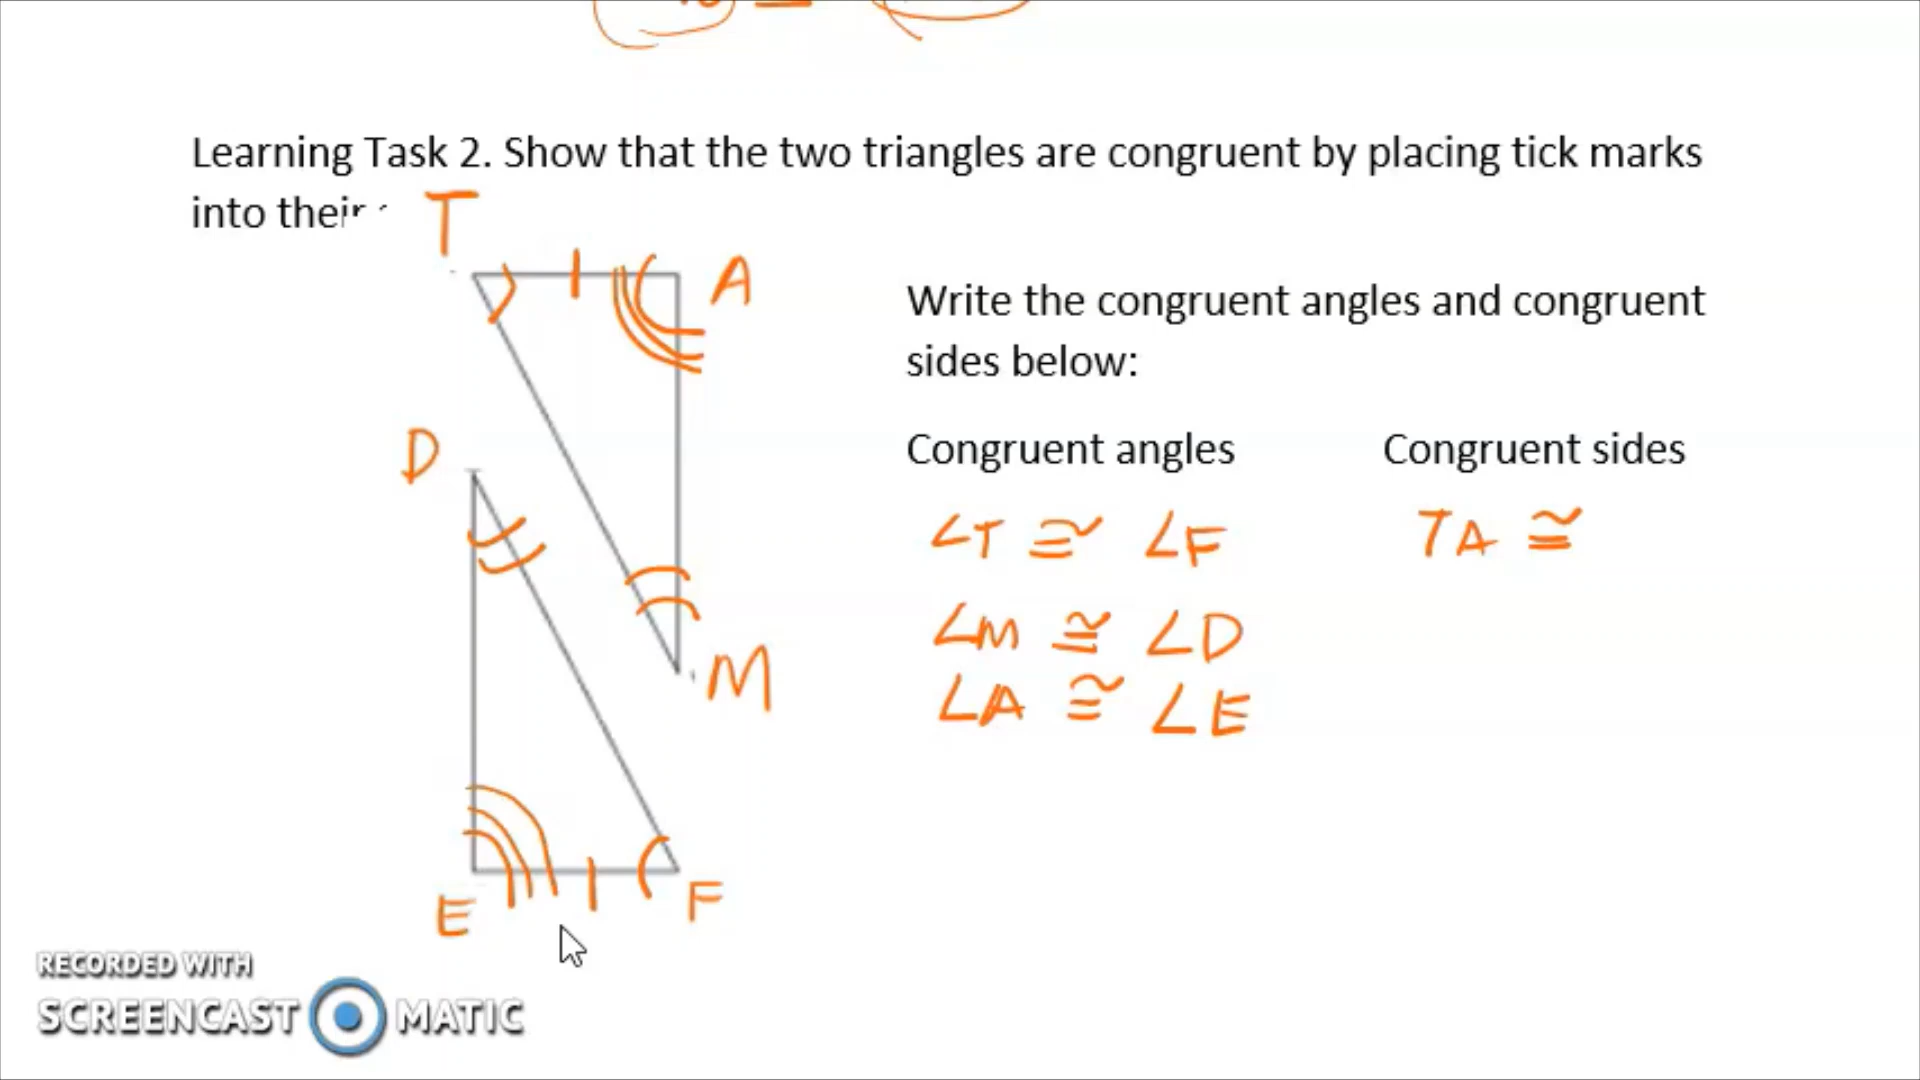 Learning Task 2. Show that the two triangles are congruent by placing tick marks
into their
T
A
D
M
E
F
Write the congruent angles and congruent
sides below:
Congruent angles Congruent sides
∠T ≅ ∠F TA ≅
∠M ≅ ∠D
∠A ≅ ∠E
RECORDED WITH
SCREENCAST MATIC